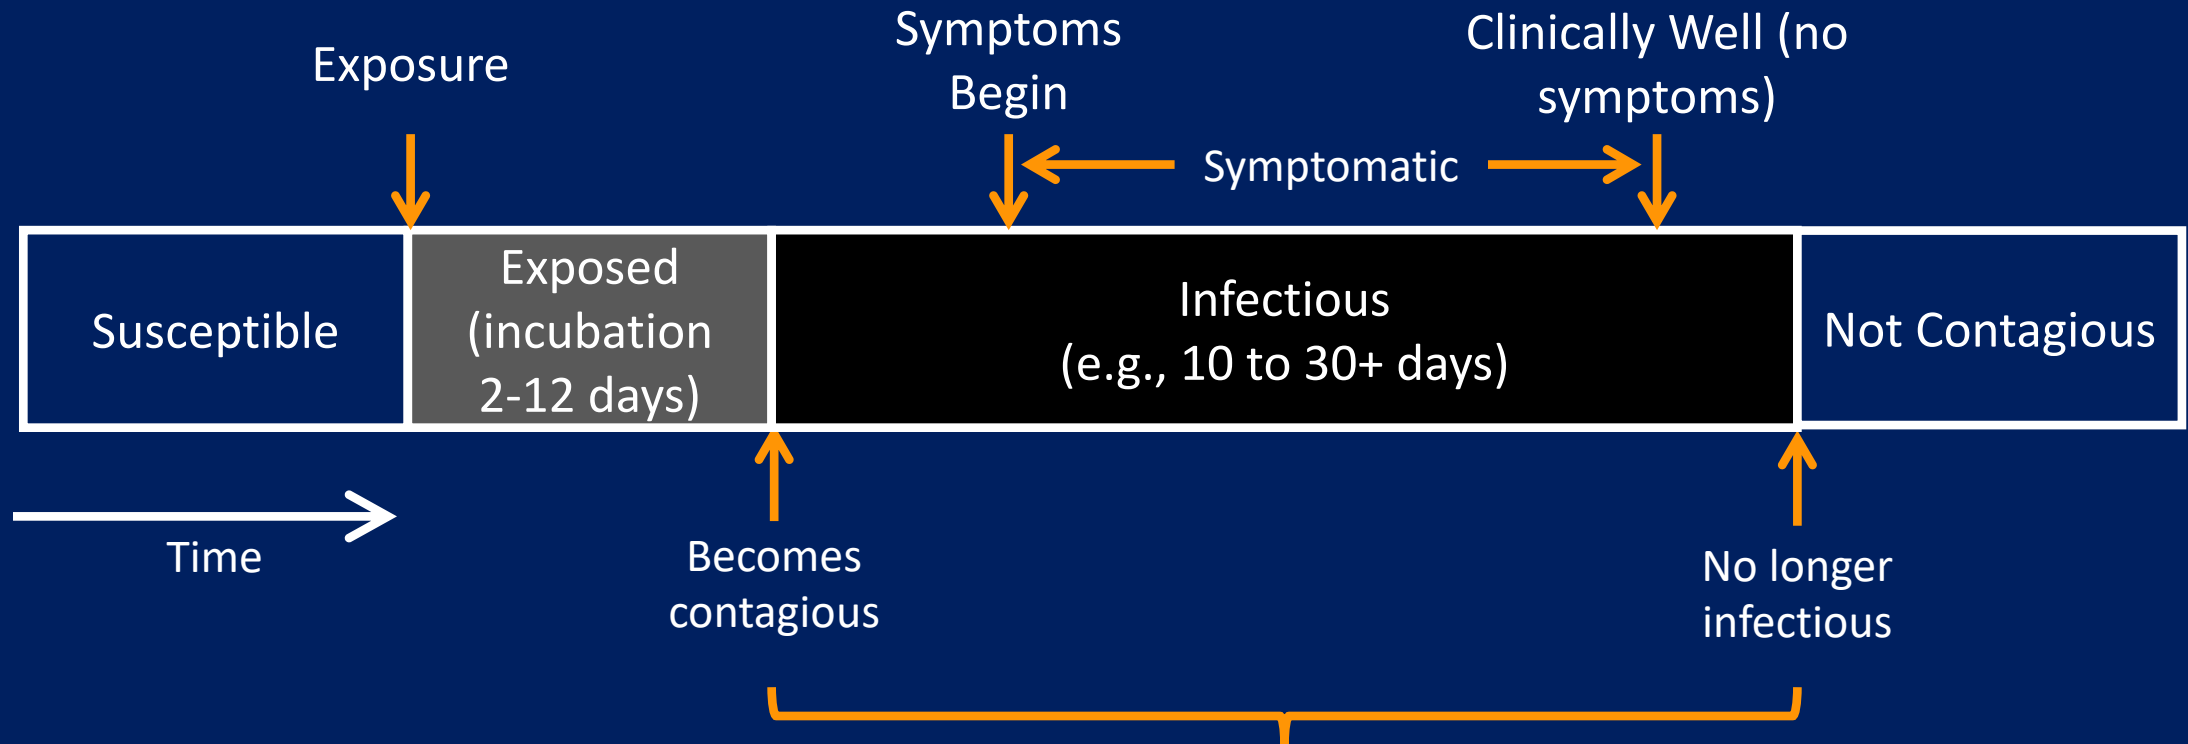 Exposure
Symptoms
Begin
Clinically Well (no
symptoms)
Symptomatic
Susceptible
Exposed
(incubation
2-12 days)
Infectious
(e.g., 10 to 30+ days)
Not Contagious
Time
Becomes
contagious
No longer
infectious